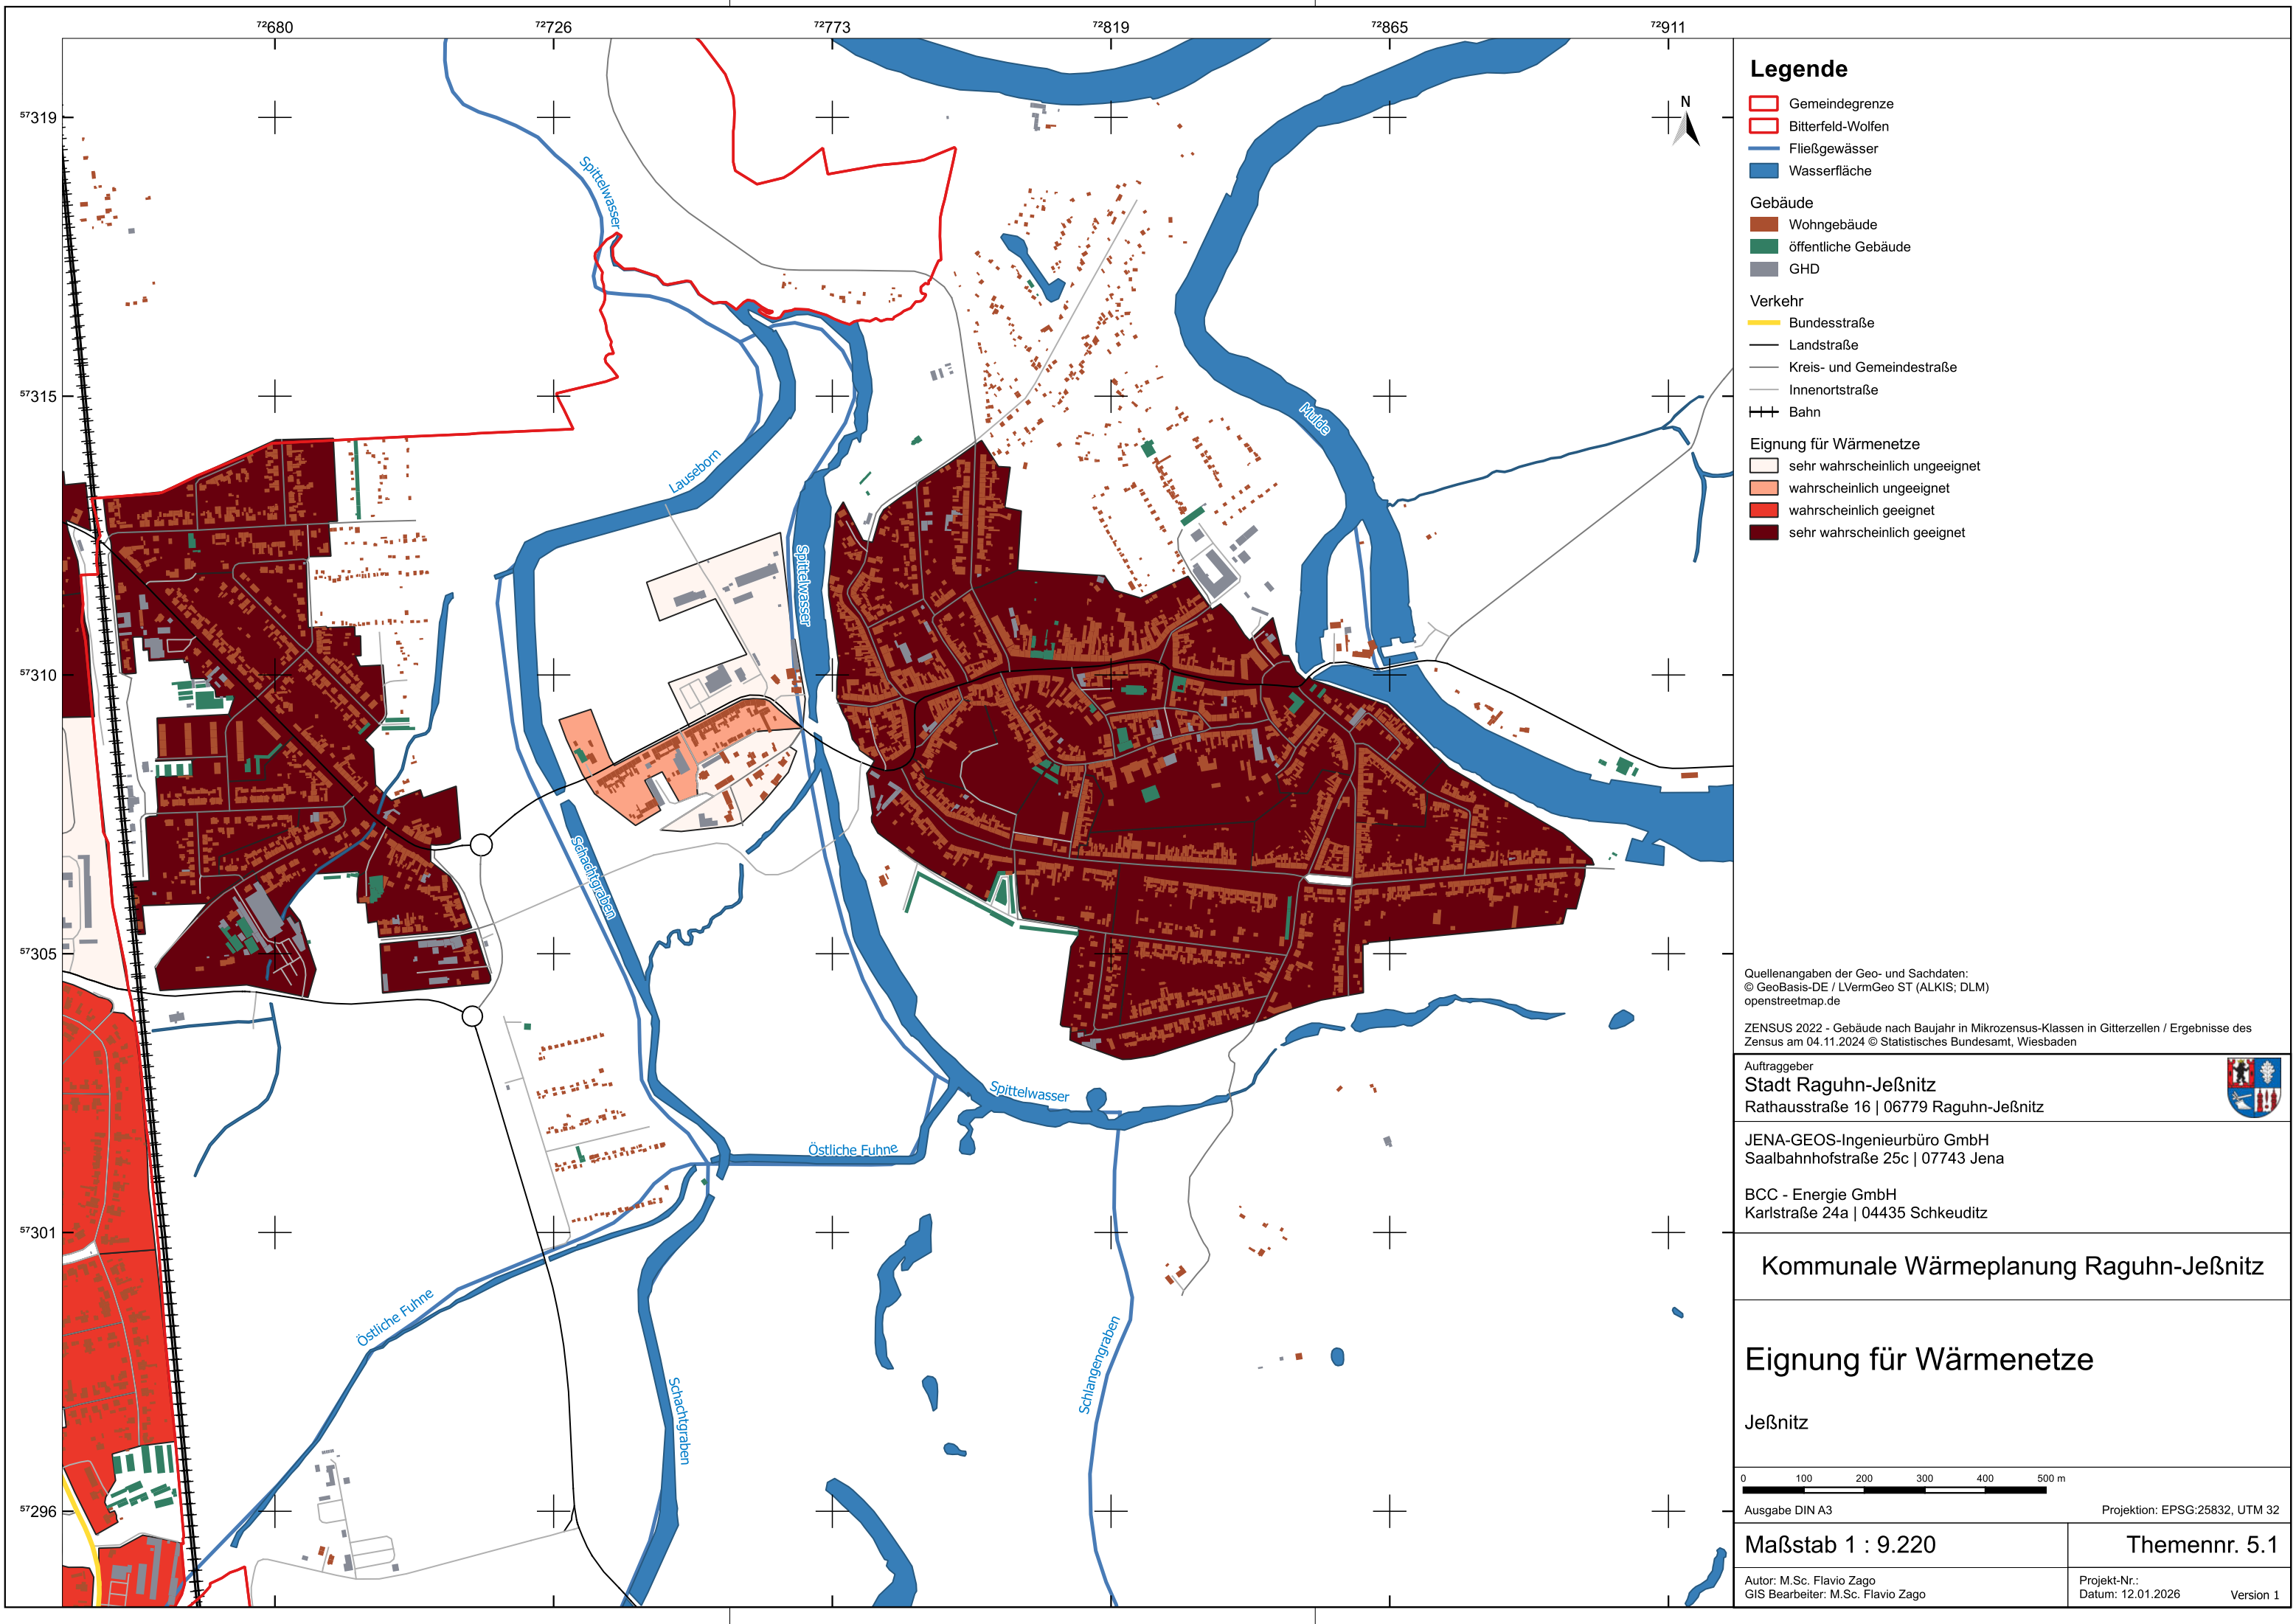 ⁷²680 ⁷²726 ⁷²773 ⁷²819 ⁷²865 ⁷²911
⁵⁷319
⁵⁷315
⁵⁷310
⁵⁷305
⁵⁷301
⁵⁷296
N
Spittelwasser
Lauseborn
Spittelwasser
Mulde
Schachtgraben
Spittelwasser
Östliche Fuhne
Östliche Fuhne
Schachtgraben
Schlangengraben
Legende
Gemeindegrenze
Bitterfeld-Wolfen
Fließgewässer
Wasserfläche
Gebäude
Wohngebäude
öffentliche Gebäude
GHD
Verkehr
Bundesstraße
Landstraße
Kreis- und Gemeindestraße
Innenortstraße
Bahn
Eignung für Wärmenetze
sehr wahrscheinlich ungeeignet
wahrscheinlich ungeeignet
wahrscheinlich geeignet
sehr wahrscheinlich geeignet
Quellenangaben der Geo- und Sachdaten:
© GeoBasis-DE / LVermGeo ST (ALKIS; DLM)
openstreetmap.de
ZENSUS 2022 - Gebäude nach Baujahr in Mikrozensus-Klassen in Gitterzellen / Ergebnisse des
Zensus am 04.11.2024 © Statistisches Bundesamt, Wiesbaden
Auftraggeber
Stadt Raguhn-Jeßnitz
Rathausstraße 16 | 06779 Raguhn-Jeßnitz
JENA-GEOS-Ingenieurbüro GmbH
Saalbahnhofstraße 25c | 07743 Jena
BCC - Energie GmbH
Karlstraße 24a | 04435 Schkeuditz
Kommunale Wärmeplanung Raguhn-Jeßnitz
Eignung für Wärmenetze
Jeßnitz
0 100 200 300 400 500 m
Ausgabe DIN A3 Projektion: EPSG:25832, UTM 32
Maßstab 1 : 9.220 Themennr. 5.1
Autor: M.Sc. Flavio Zago Projekt-Nr.:
GIS Bearbeiter: M.Sc. Flavio Zago Datum: 12.01.2026 Version 1